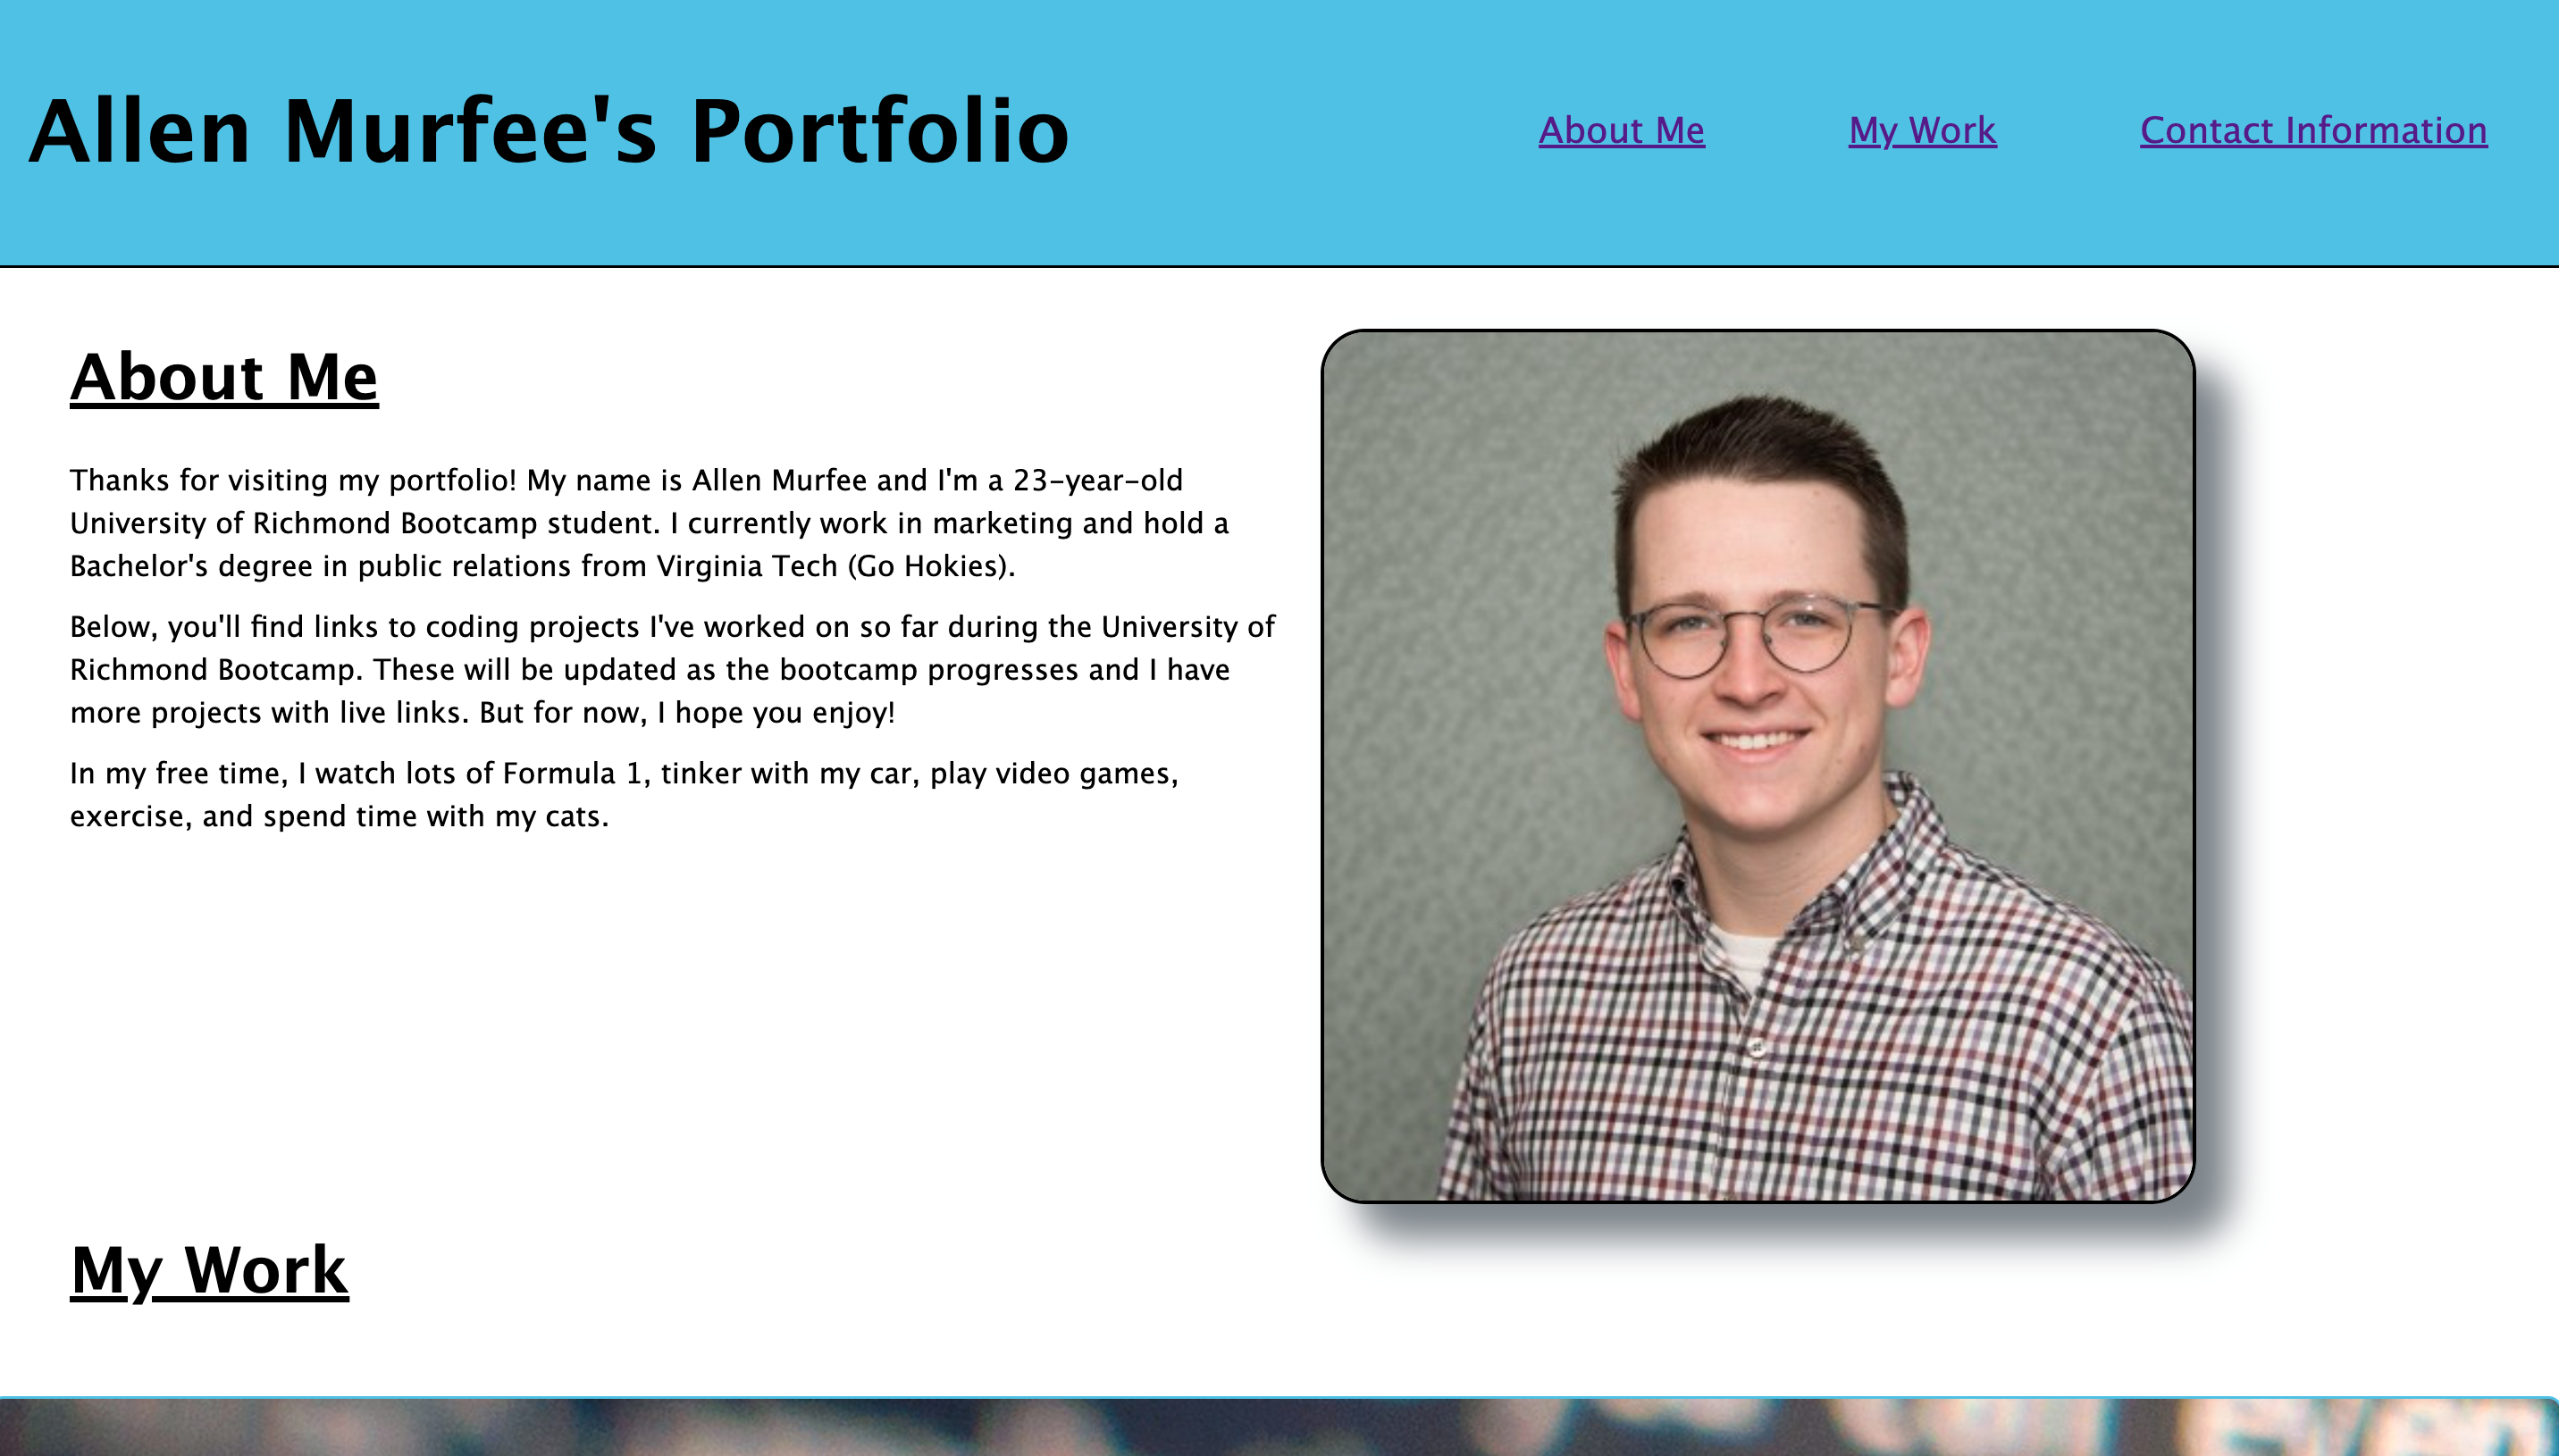 Allen Murfee's Portfolio
About Me
My Work
Contact Information
About Me
Thanks for visiting my portfolio! My name is Allen Murfee and I'm a 23-year-old
University of Richmond Bootcamp student. I currently work in marketing and hold a
Bachelor's degree in public relations from Virginia Tech (Go Hokies).
Below, you'll find links to coding projects I've worked on so far during the University of
Richmond Bootcamp. These will be updated as the bootcamp progresses and I have
more projects with live links. But for now, I hope you enjoy!
In my free time, I watch lots of Formula 1, tinker with my car, play video games,
exercise, and spend time with my cats.
My Work